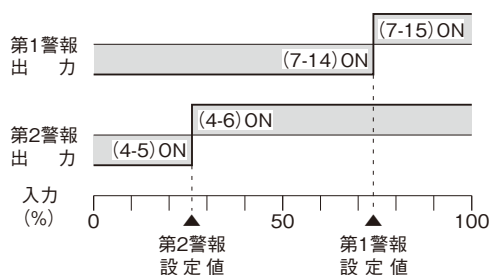 第1警報
出 力
(7-15) ON
(7-14) ON
第2警報
出 力
(4-6) ON
(4-5) ON
入力
(%)
0 50 100
第2警報
設 定 値
第1警報
設 定 値